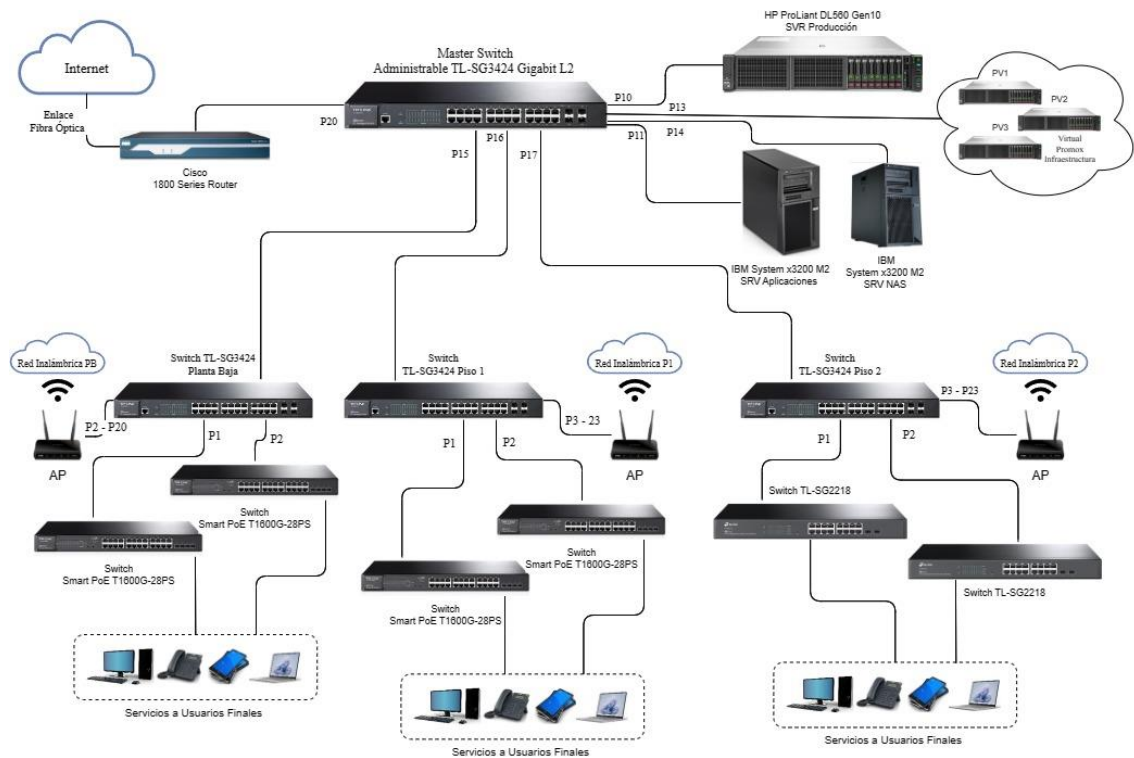 Internet
Enlace
Fibra Óptica
Cisco
1800 Series Router
Master Switch
Administrable TL-SG3424 Gigabit L2
P20
P15
P16
P17
P10
P13
P11
P14
HP ProLiant DL560 Gen10
SVR Producción
PV1
PV2
PV3
Virtual
Promox
Infraestructura
IBM System x3200 M2
SRV Aplicaciones
IBM
System x3200 M2
SRV NAS
Red Inalámbrica PB
AP
P2 - P20
Switch TL-SG3424
Planta Baja
P1
P2
Switch
Smart PoE T1600G-28PS
Switch
Smart PoE T1600G-28PS
Servicios a Usuarios Finales
Switch
TL-SG3424 Piso 1
Red Inalámbrica P1
P3 - 23
AP
P1
P2
Switch
Smart PoE T1600G-28PS
Switch
Smart PoE T1600G-28PS
Servicios a Usuarios Finales
Switch
TL-SG3424 Piso 2
Red Inalámbrica P2
P3 - P23
AP
P1
P2
Switch TL-SG2218
Switch TL-SG2218
Servicios a Usuarios Finales